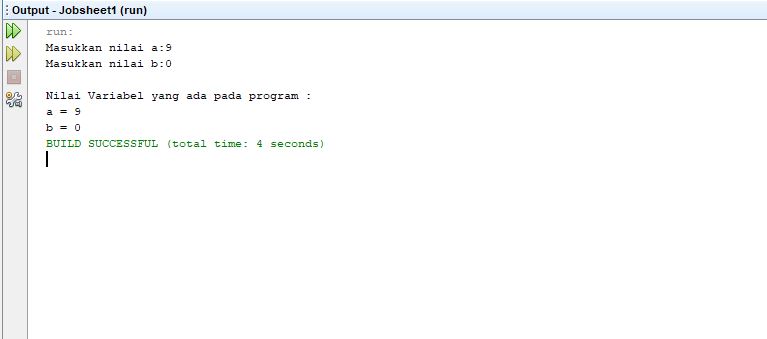 Output - Jobsheet1 (run)
run:
Masukkan nilai a:9
Masukkan nilai b:0
Nilai Variabel yang ada pada program :
a = 9
b = 0
BUILD SUCCESSFUL (total time: 4 seconds)